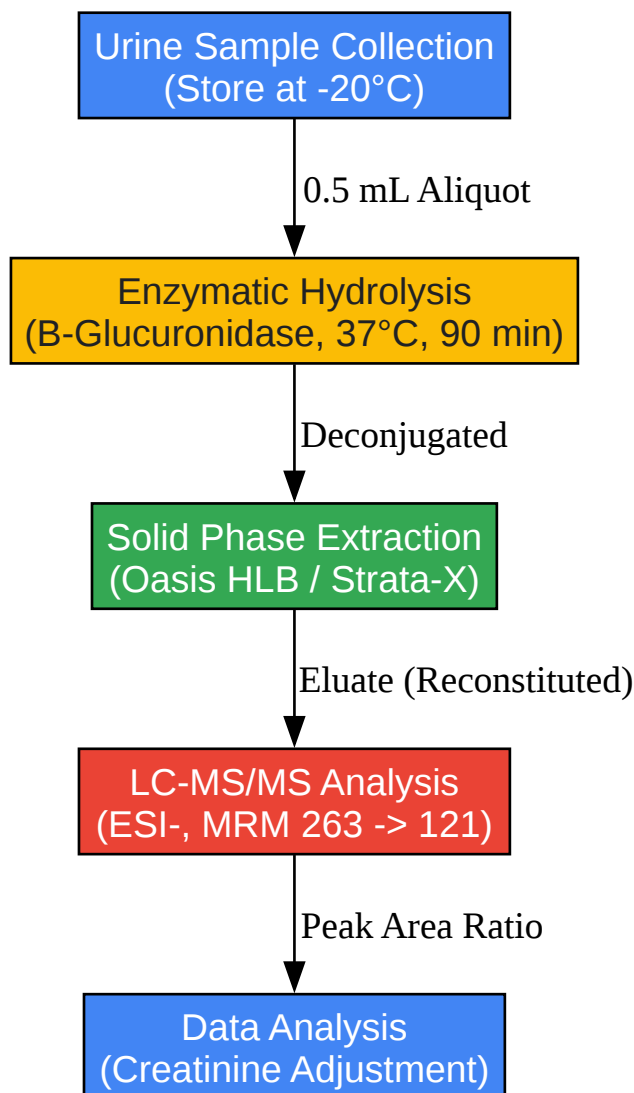 Urine Sample Collection
(Store at -20°C)
0.5 mL Aliquot
Enzymatic Hydrolysis
(B-Glucuronidase, 37°C, 90 min)
Deconjugated
Solid Phase Extraction
(Oasis HLB / Strata-X)
Eluate (Reconstituted)
LC-MS/MS Analysis
(ESI-, MRM 263 -> 121)
Peak Area Ratio
Data Analysis
(Creatinine Adjustment)